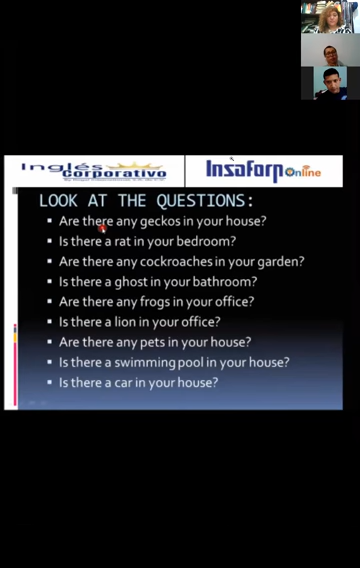 Inglés
Corporativo
Insaforp Online
LOOK AT THE QUESTIONS:
Are there any geckos in your house?
Is there a rat in your bedroom?
Are there any cockroaches in your garden?
Is there a ghost in your bathroom?
Are there any frogs in your office?
Is there a lion in your office?
Are there any pets in your house?
Is there a swimming pool in your house?
Is there a car in your house?